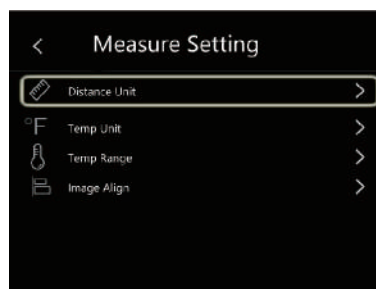 Measure Setting
Distance Unit
°F Temp Unit
Temp Range
Image Align